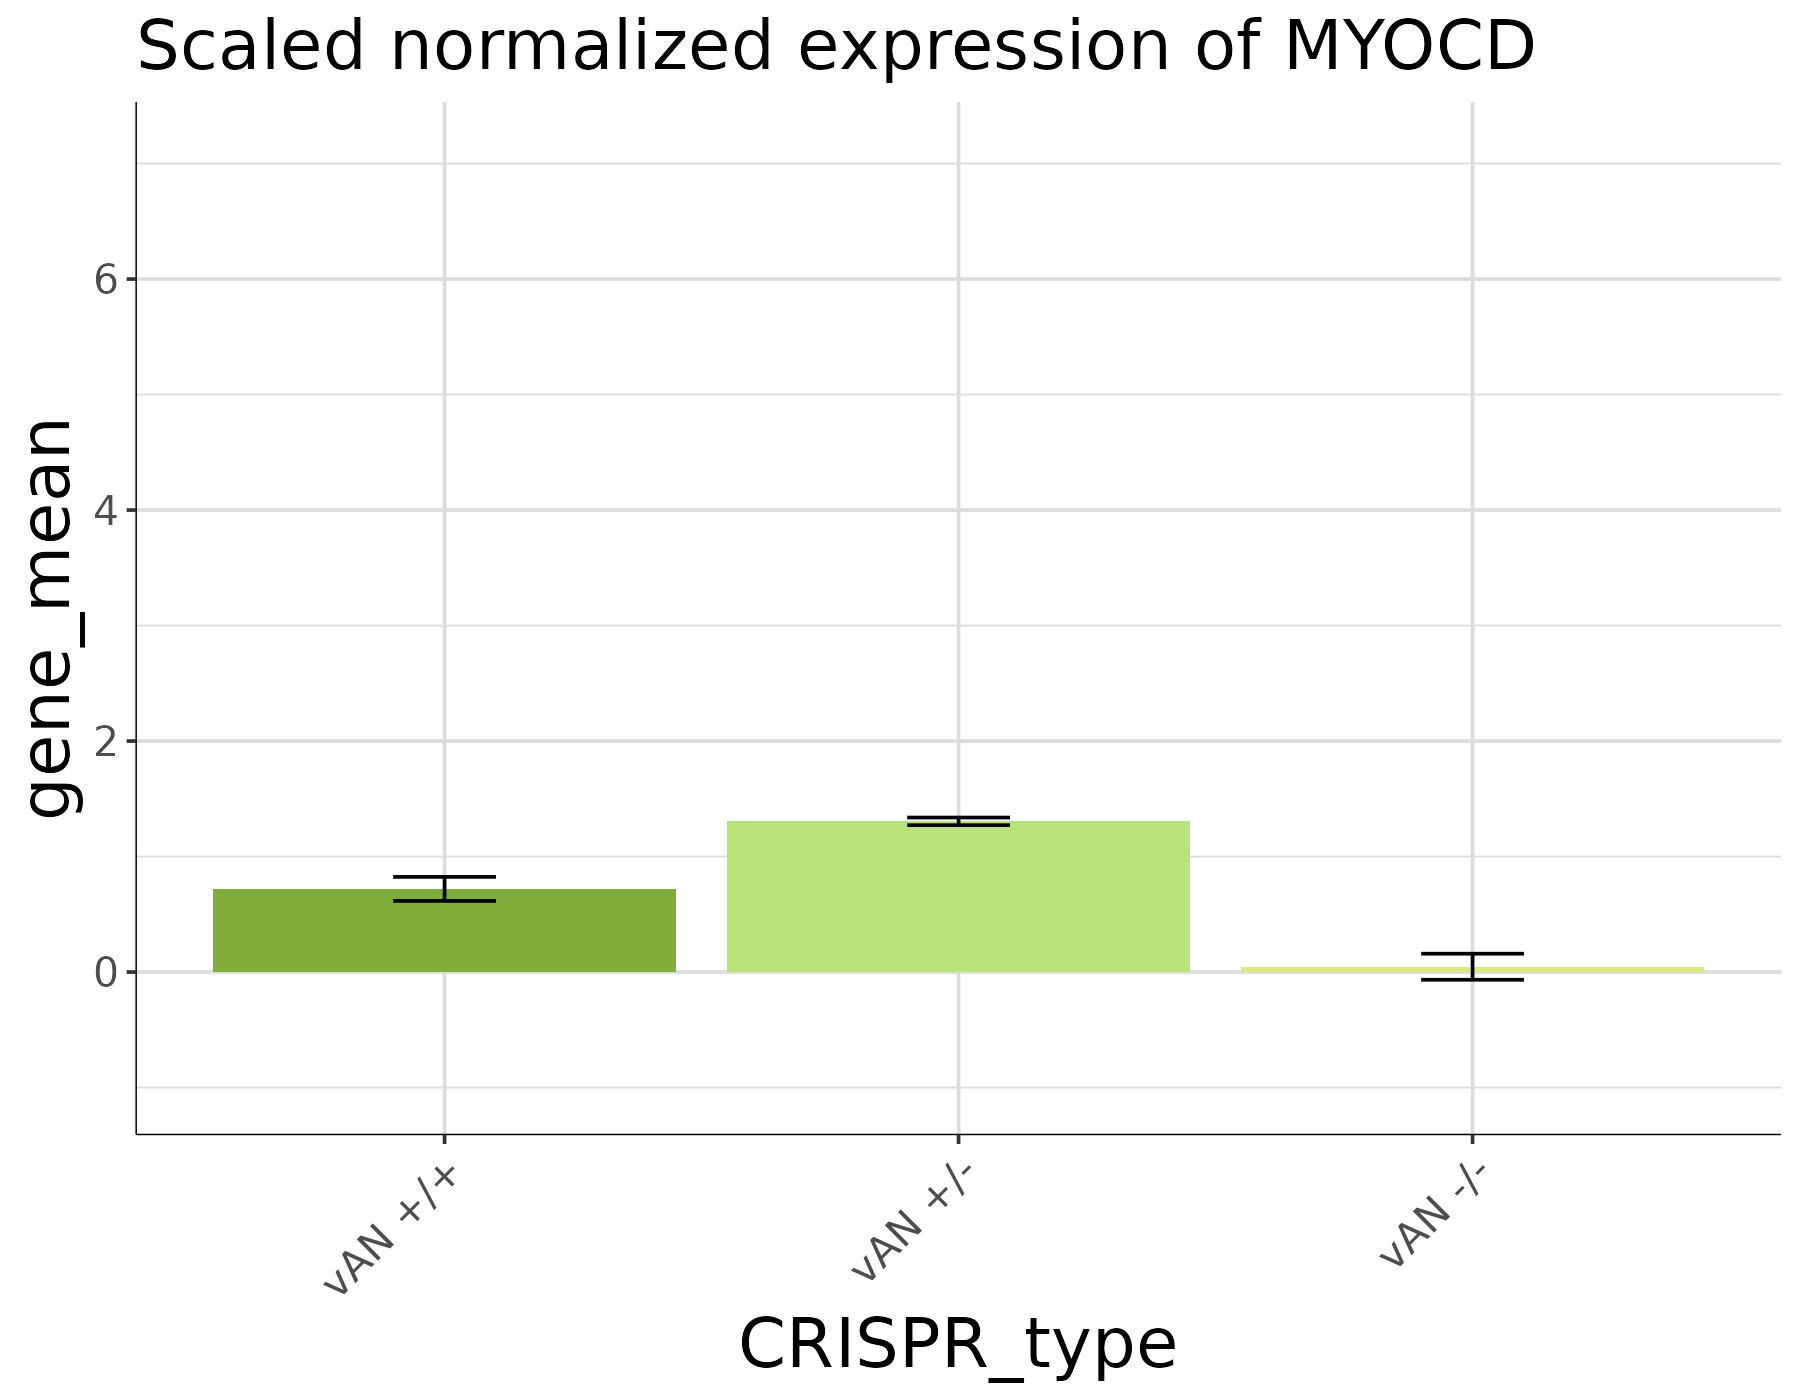 Scaled normalized expression of MYOCD
gene_mean
6
4
2
0
vAN +/+
vAN +/-
vAN -/-
CRISPR_type